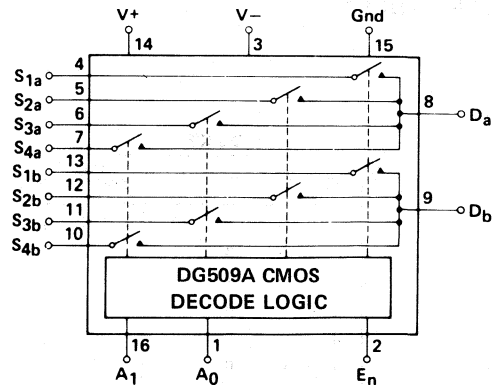 V+ V− Gnd
14 3 15
S1a 4
S2a 5
S3a 6
S4a 7
8 Da
S1b 13
S2b 12
S3b 11
S4b 10
9 Db
DG509A CMOS
DECODE LOGIC
16 1 2
A1 A0 En